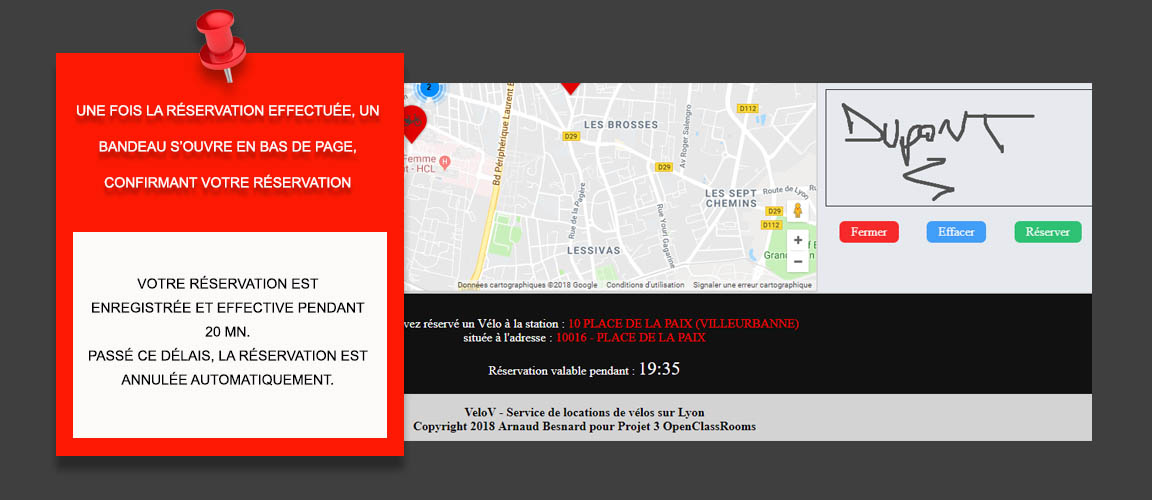 UNE FOIS LA RÉSERVATION EFFECTUÉE, UN
BANDEAU S'OUVRE EN BAS DE PAGE,
CONFIRMANT VOTRE RÉSERVATION
VOTRE RÉSERVATION EST
ENREGISTRÉE ET EFFECTIVE PENDANT
20 MN.
PASSÉ CE DÉLAIS, LA RÉSERVATION EST
ANNULÉE AUTOMATIQUEMENT.
2
Bd Périphérique Laurent B
LES BROSSES
D112
D29
Av Roger Salengro
Femme
t - HCL
H
D29
Rue de la Pagère
Rue Youri Gagarine
LES SEPT
CHEMINS
Route de Lyon
D29
D112
LESSIVAS
Données cartographiques ©2018 Google
Conditions d'utilisation
Signaler une erreur cartographique
DUPONT
Fermer
Effacer
Réserver
vez réservé un Vélo à la station : 10 PLACE DE LA PAIX (VILLEURBANNE)
située à l'adresse : 10016 - PLACE DE LA PAIX
Réservation valable pendant : 19:35
VeloV - Service de locations de vélos sur Lyon
Copyright 2018 Arnaud Besnard pour Projet 3 OpenClassRooms